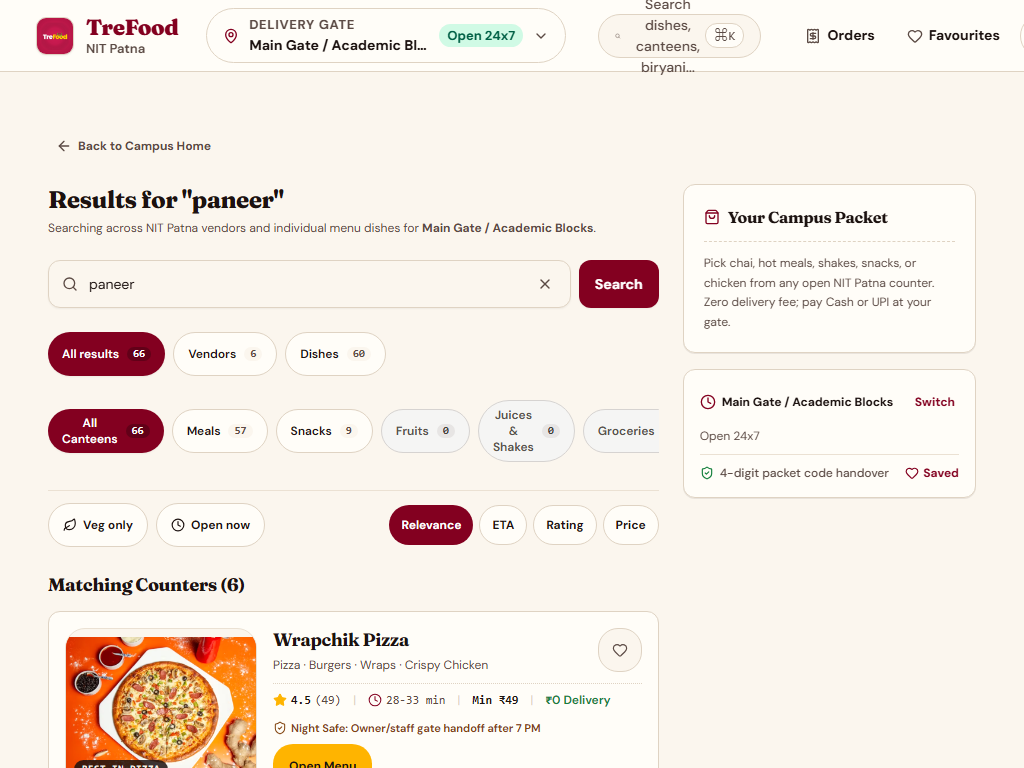 TreFood
TreFood
NIT Patna
DELIVERY GATE
Main Gate / Academic Bl...
Open 24x7
Search
dishes,
canteens,
biryani...
⌘K
Orders
Favourites
Back to Campus Home
Results for "paneer"
Searching across NIT Patna vendors and individual menu dishes for Main Gate / Academic Blocks.
paneer
Search
All results 66
Vendors 6
Dishes 60
All Canteens 66
Meals 57
Snacks 9
Fruits 0
Juices & Shakes 0
Groceries
Veg only
Open now
Relevance
ETA
Rating
Price
Matching Counters (6)
Wrapchik Pizza
Pizza · Burgers · Wraps · Crispy Chicken
4.5 (49)
28-33 min
Min ₹49
₹0 Delivery
Night Safe: Owner/staff gate handoff after 7 PM
Open Menu
BEST IN PIZZA
Your Campus Packet
Pick chai, hot meals, shakes, snacks, or
chicken from any open NIT Patna counter.
Zero delivery fee; pay Cash or UPI at your
gate.
Main Gate / Academic Blocks
Switch
Open 24x7
4-digit packet code handover
Saved